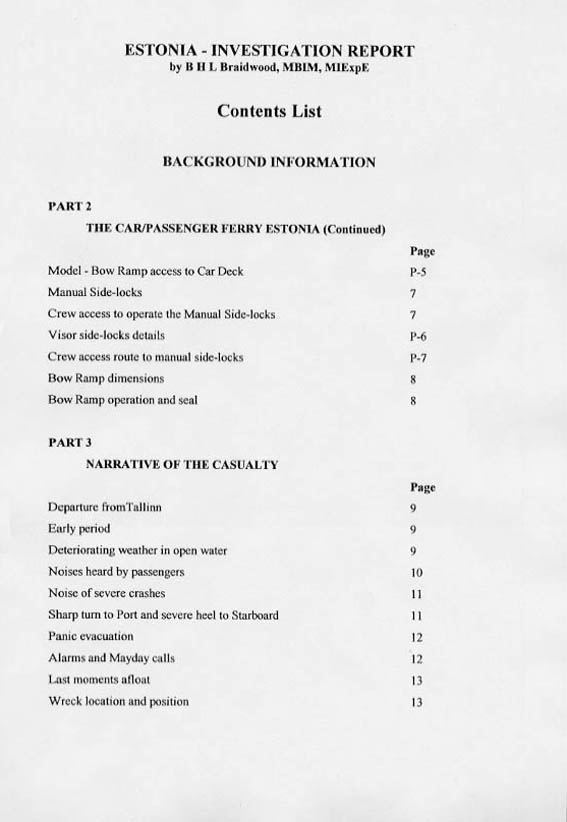 ESTONIA - INVESTIGATION REPORT
by B H L Braidwood, MBIM, MIExpE
Contents List
BACKGROUND INFORMATION
PART 2
THE CAR/PASSENGER FERRY ESTONIA (Continued)
Page
Model - Bow Ramp access to Car Deck P-5
Manual Side-locks 7
Crew access to operate the Manual Side-locks 7
Visor side-locks details P-6
Crew access route to manual side-locks P-7
Bow Ramp dimensions 8
Bow Ramp operation and seal 8
PART 3
NARRATIVE OF THE CASUALTY
Page
Departure fromTallinn 9
Early period 9
Deteriorating weather in open water 9
Noises heard by passengers 10
Noise of severe crashes 11
Sharp turn to Port and severe heel to Starboard 11
Panic evacuation 12
Alarms and Mayday calls 12
Last moments afloat 13
Wreck location and position 13